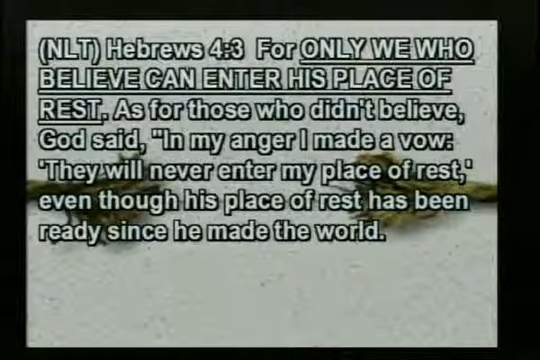 (NLT) Hebrews 4:3 For ONLY WE WHO
BELIEVE CAN ENTER HIS PLACE OF
REST. As for those who didn't believe,
God said, "In my anger I made a vow:
'They will never enter my place of rest,'
even though his place of rest has been
ready since he made the world.